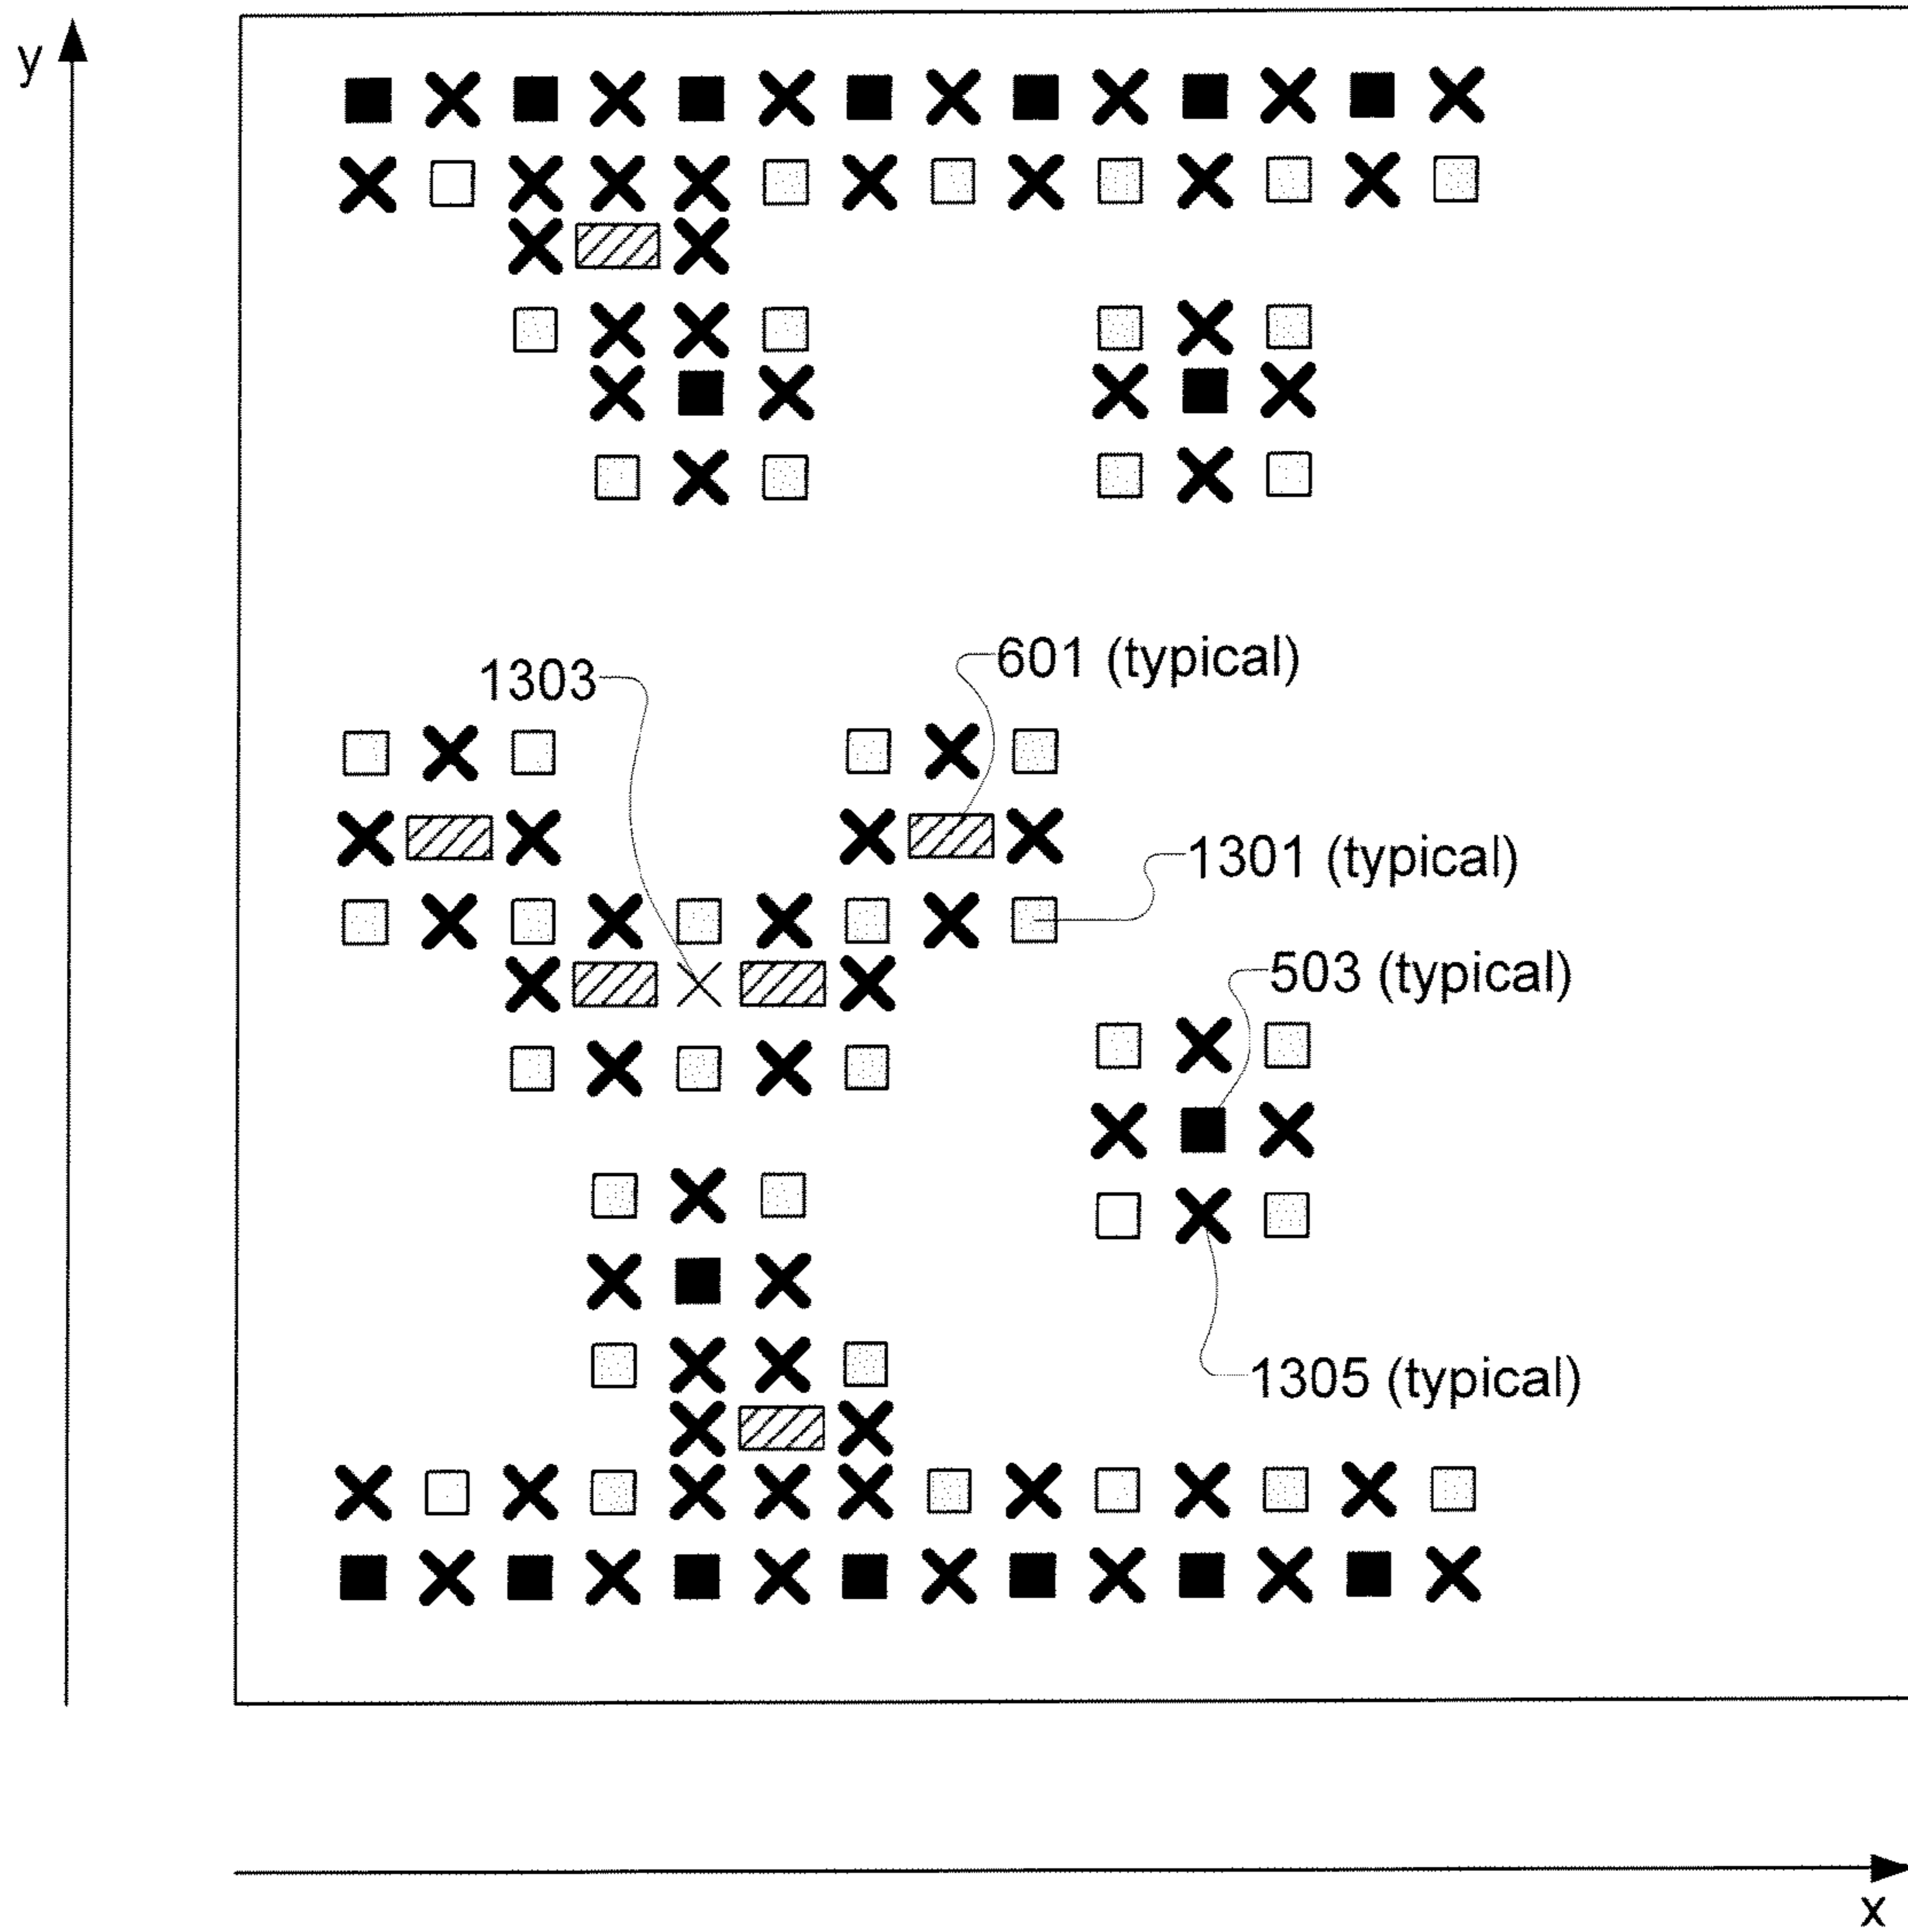 y
601 (typical)
1303
1301 (typical)
503 (typical)
1305 (typical)
x